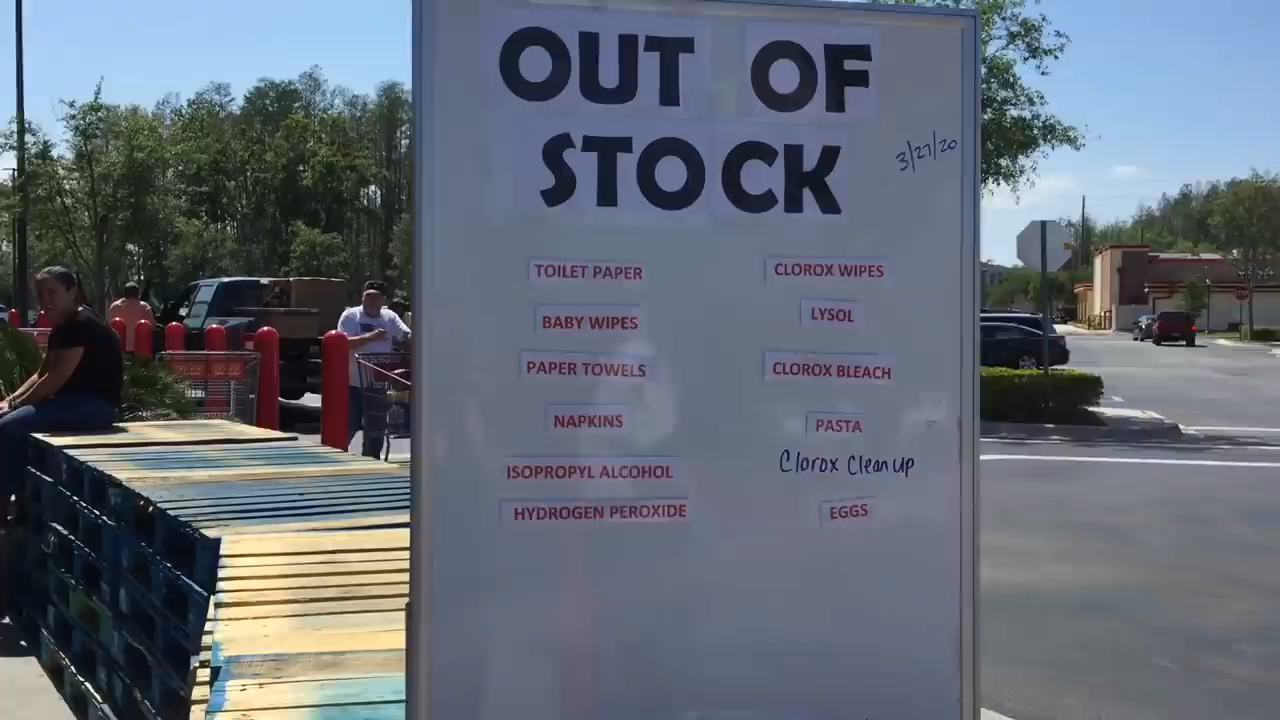 OUT OF
STOCK
3/27/20
TOILET PAPER
BABY WIPES
PAPER TOWELS
NAPKINS
ISOPROPYL ALCOHOL
HYDROGEN PEROXIDE
CLOROX WIPES
LYSOL
CLOROX BLEACH
PASTA
Clorox Clean up
EGGS